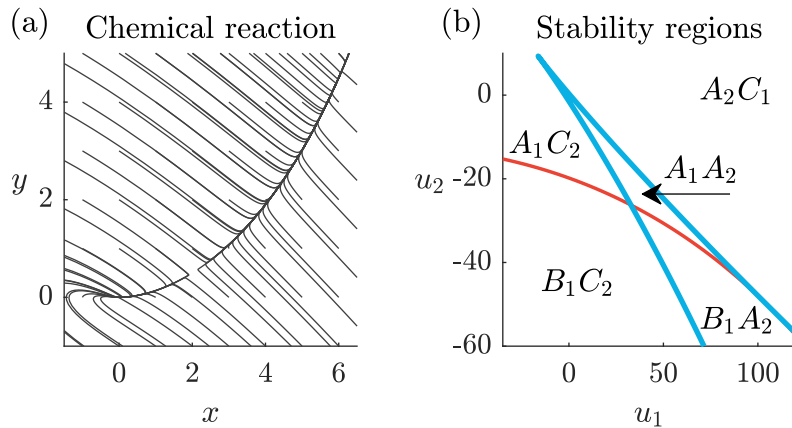 (a) Chemical reaction
4
2
0
y
0 2 4 6
x
(b) Stability regions
0
-20
-40
-60
u₂
A₂C₁
A₁C₂
A₁A₂
B₁C₂
B₁A₂
0 50 100
u₁